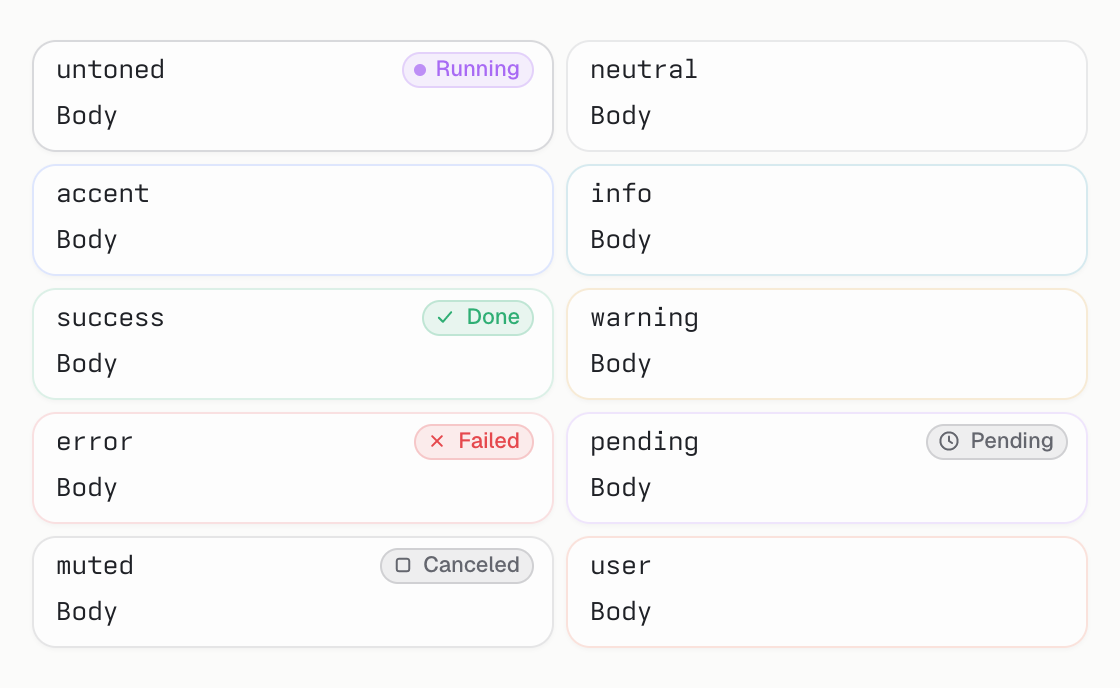 untoned Running
Body
neutral
Body
accent
Body
info
Body
success Done
Body
warning
Body
error Failed
Body
pending Pending
Body
muted Canceled
Body
user
Body